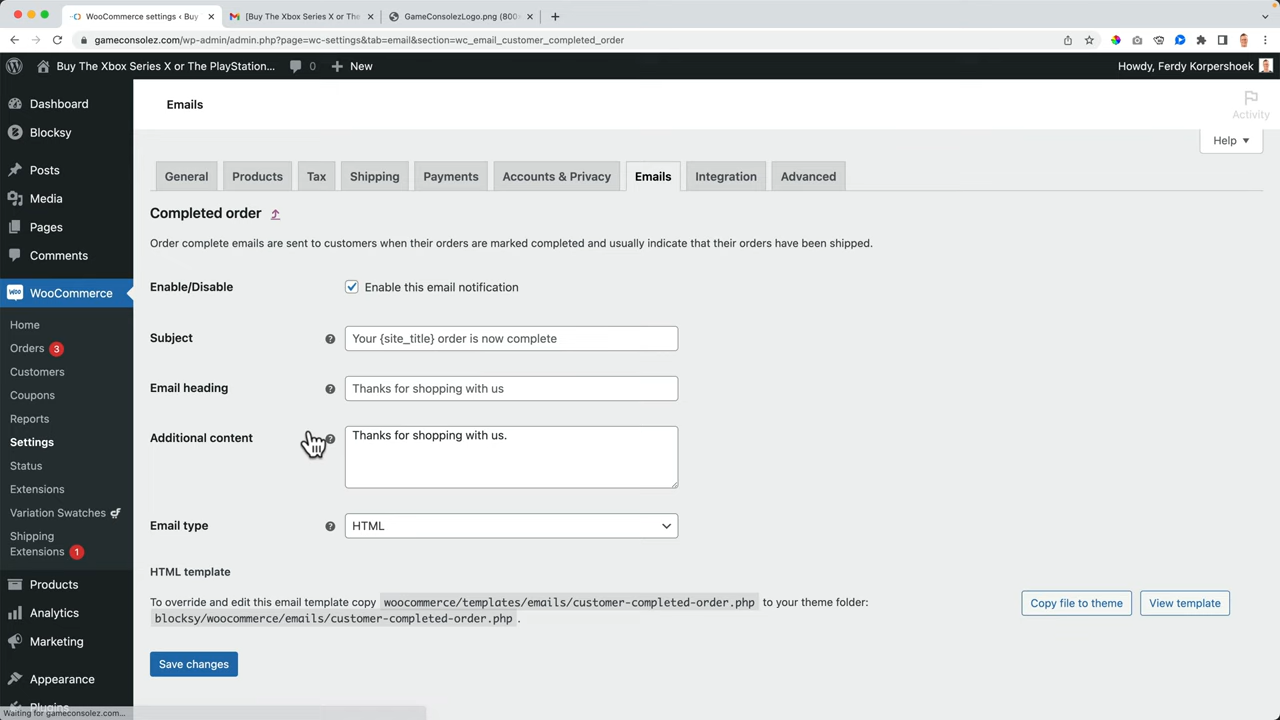 WooCommerce settings ‹ Buy
[Buy The Xbox Series X or The
GameConsolezLogo.png (800×
gameconsolez.com/wp-admin/admin.php?page=wc-settings&tab=email&section=wc_email_customer_completed_order
Buy The Xbox Series X or The PlayStation...
0
New
Howdy, Ferdy Korpershoek
Dashboard
Blocksy
Posts
Media
Pages
Comments
WooCommerce
Home
Orders 3
Customers
Coupons
Reports
Settings
Status
Extensions
Variation Swatches
Shipping
Extensions 1
Products
Analytics
Marketing
Appearance
Plugins
Emails
Activity
Help
General
Products
Tax
Shipping
Payments
Accounts & Privacy
Emails
Integration
Advanced
Completed order
Order complete emails are sent to customers when their orders are marked completed and usually indicate that their orders have been shipped.
Enable/Disable
Enable this email notification
Subject
Your {site_title} order is now complete
Email heading
Thanks for shopping with us
Additional content
Thanks for shopping with us.
Email type
HTML
HTML template
To override and edit this email template copy woocommerce/templates/emails/customer-completed-order.php to your theme folder:
blocksy/woocommerce/emails/customer-completed-order.php .
Copy file to theme
View template
Save changes
Waiting for gameconsolez.com...